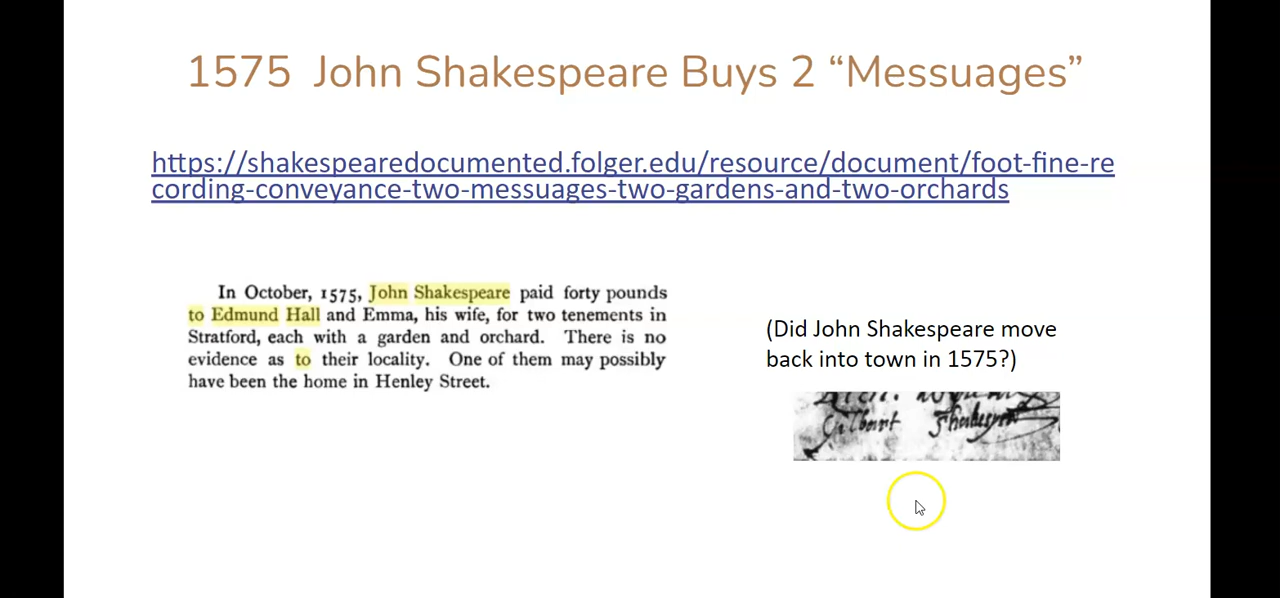 1575 John Shakespeare Buys 2 “Messuages”
https://shakespearedocumented.folger.edu/resource/document/foot-fine-re
cording-conveyance-two-messuages-two-gardens-and-two-orchards
In October, 1575, John Shakespeare paid forty pounds
to Edmund Hall and Emma, his wife, for two tenements in
Stratford, each with a garden and orchard. There is no
evidence as to their locality. One of them may possibly
have been the home in Henley Street.
(Did John Shakespeare move
back into town in 1575?)